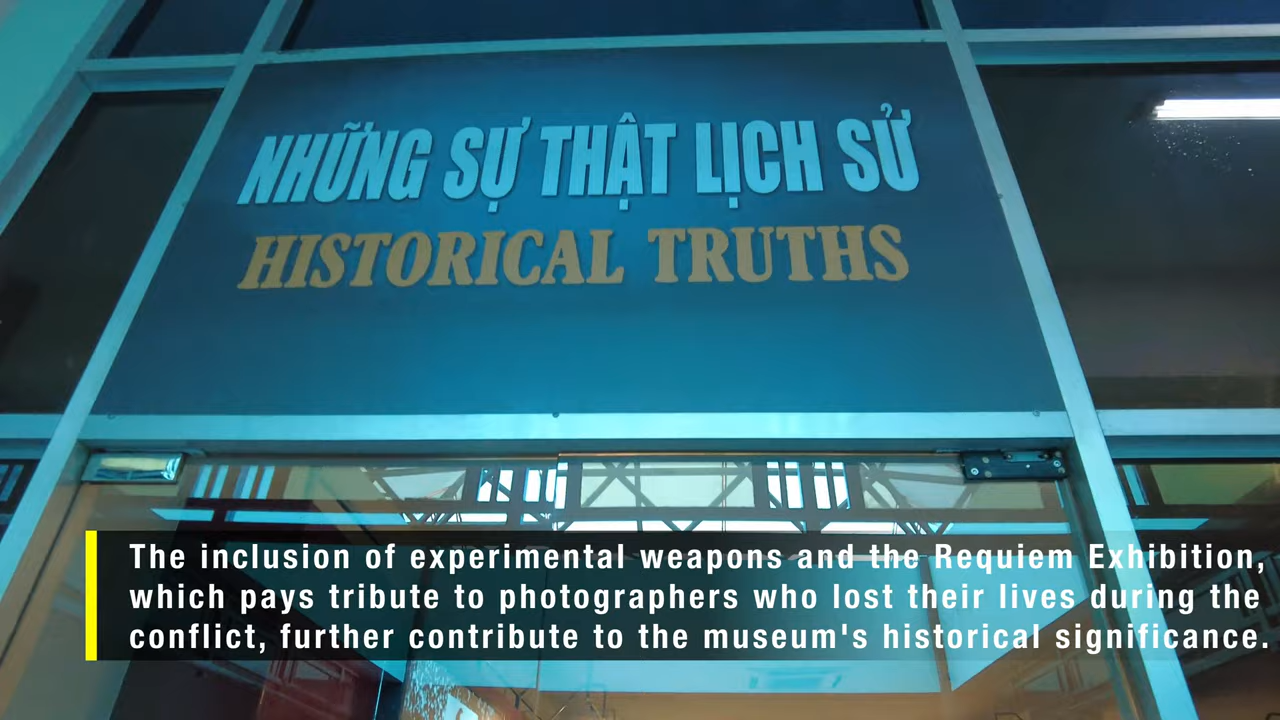 NHỮNG SỰ THẬT LỊCH SỬ
HISTORICAL TRUTHS
The inclusion of experimental weapons and the Requiem Exhibition,
which pays tribute to photographers who lost their lives during the
conflict, further contribute to the museum's historical significance.